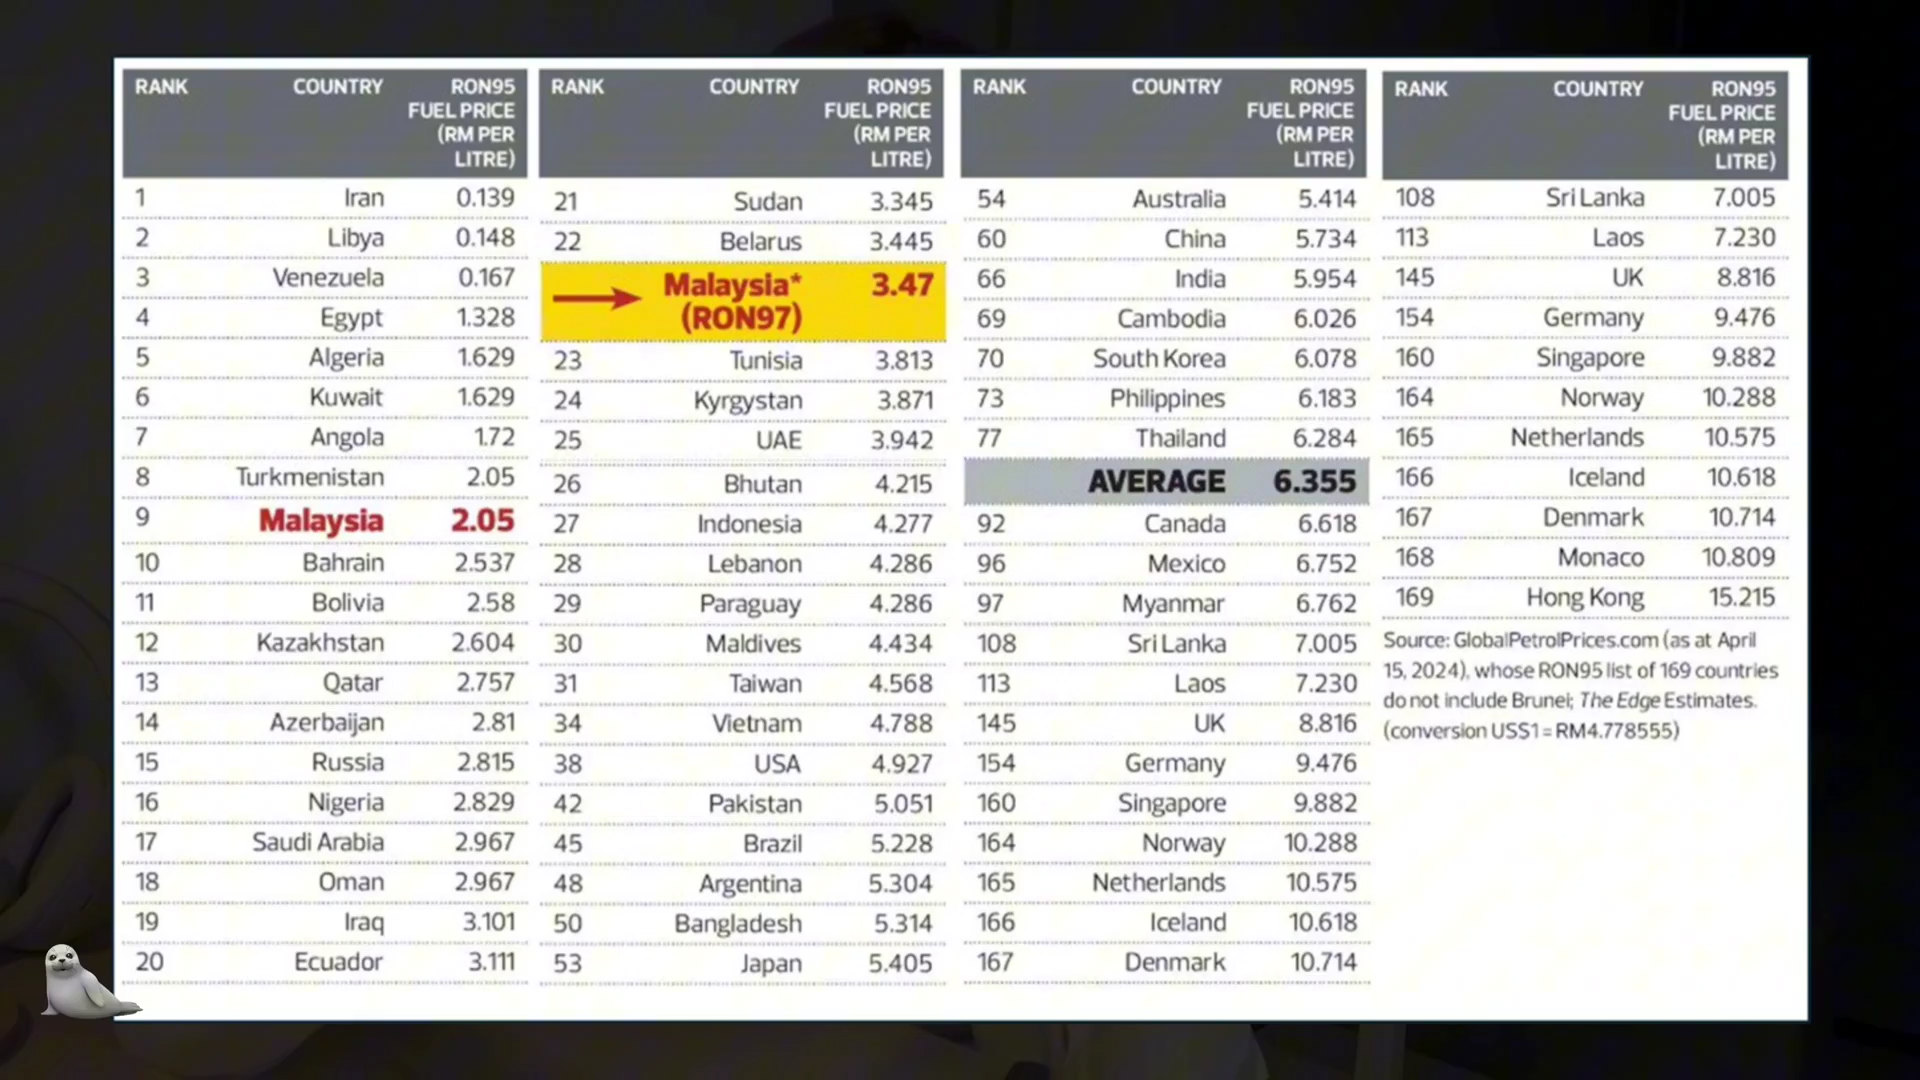 RANK COUNTRY RON95 FUEL PRICE (RM PER LITRE)
1 Iran 0.139
2 Libya 0.148
3 Venezuela 0.167
4 Egypt 1.328
5 Algeria 1.629
6 Kuwait 1.629
7 Angola 1.72
8 Turkmenistan 2.05
9 Malaysia 2.05
10 Bahrain 2.537
11 Bolivia 2.58
12 Kazakhstan 2.604
13 Qatar 2.757
14 Azerbaijan 2.81
15 Russia 2.815
16 Nigeria 2.829
17 Saudi Arabia 2.967
18 Oman 2.967
19 Iraq 3.101
20 Ecuador 3.111
RANK COUNTRY RON95 FUEL PRICE (RM PER LITRE)
21 Sudan 3.345
22 Belarus 3.445
Malaysia* 3.47
(RON97)
23 Tunisia 3.813
24 Kyrgystan 3.871
25 UAE 3.942
26 Bhutan 4.215
27 Indonesia 4.277
28 Lebanon 4.286
29 Paraguay 4.286
30 Maldives 4.434
31 Taiwan 4.568
34 Vietnam 4.788
38 USA 4.927
42 Pakistan 5.051
45 Brazil 5.228
48 Argentina 5.304
50 Bangladesh 5.314
53 Japan 5.405
RANK COUNTRY RON95 FUEL PRICE (RM PER LITRE)
54 Australia 5.414
60 China 5.734
66 India 5.954
69 Cambodia 6.026
70 South Korea 6.078
73 Philippines 6.183
77 Thailand 6.284
AVERAGE 6.355
92 Canada 6.618
96 Mexico 6.752
97 Myanmar 6.762
108 Sri Lanka 7.005
113 Laos 7.230
145 UK 8.816
154 Germany 9.476
160 Singapore 9.882
164 Norway 10.288
165 Netherlands 10.575
166 Iceland 10.618
167 Denmark 10.714
RANK COUNTRY RON95 FUEL PRICE (RM PER LITRE)
108 Sri Lanka 7.005
113 Laos 7.230
145 UK 8.816
154 Germany 9.476
160 Singapore 9.882
164 Norway 10.288
165 Netherlands 10.575
166 Iceland 10.618
167 Denmark 10.714
168 Monaco 10.809
169 Hong Kong 15.215
Source: GlobalPetrolPrices.com (as at April
15, 2024), whose RON95 list of 169 countries
do not include Brunei; The Edge Estimates.
(conversion US$1 = RM4.778555)